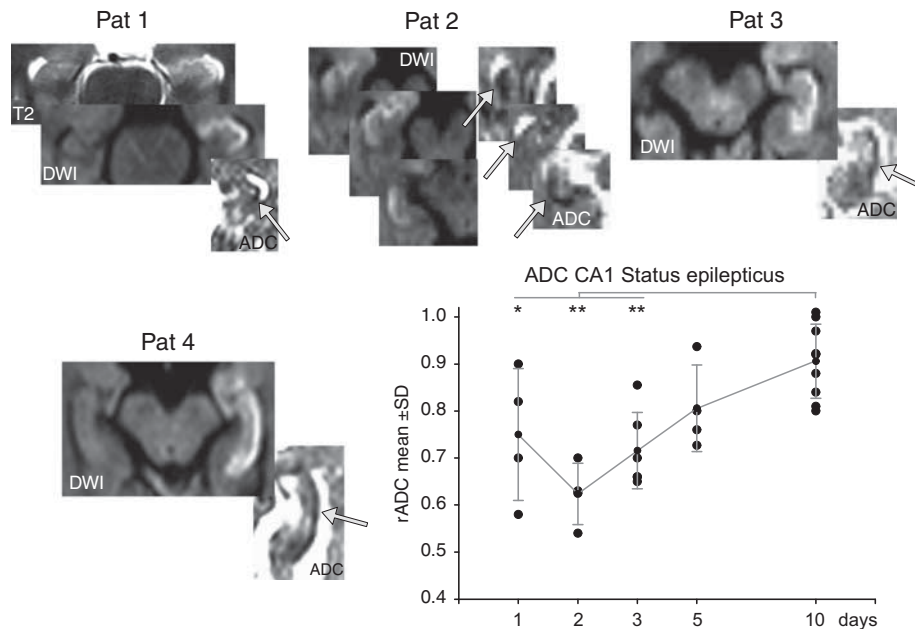 Pat 1
Pat 2
Pat 3
T2
DWI
ADC
DWI
ADC
DWI
ADC
Pat 4
DWI
ADC
ADC CA1 Status epilepticus
* ** **
rADC mean ±SD
1.0
0.9
0.8
0.7
0.6
0.5
0.4
1 2 3 5 10 days